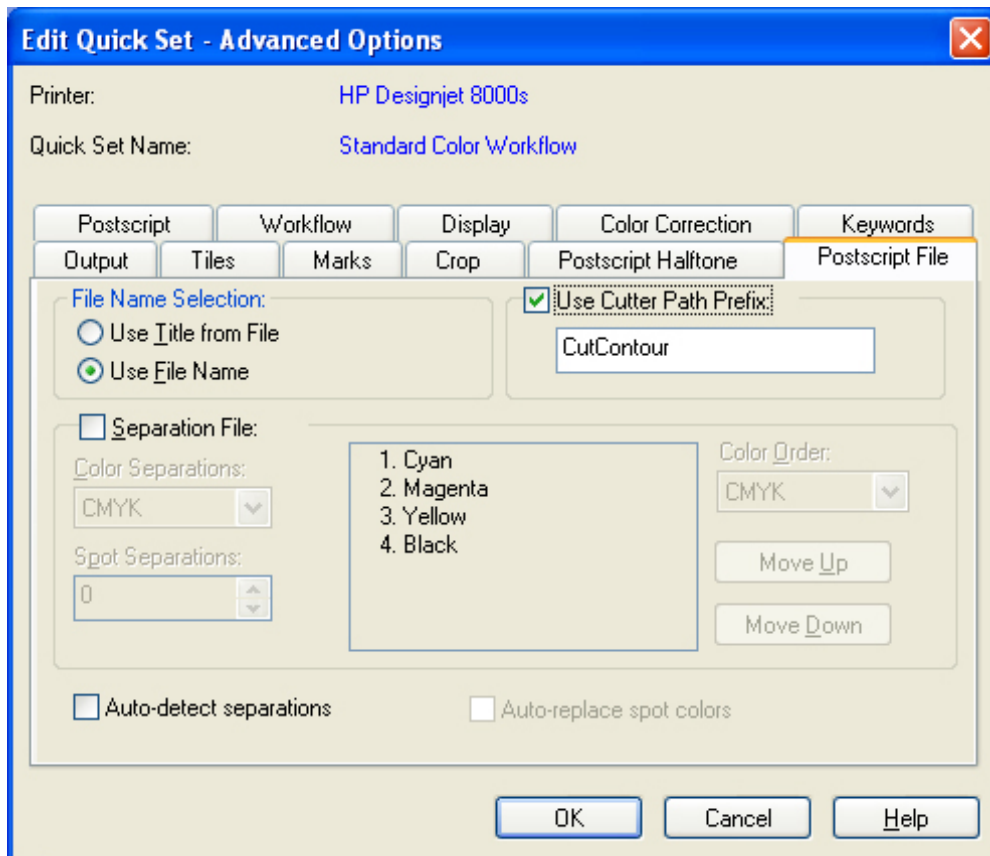 Edit Quick Set - Advanced Options
Printer: HP Designjet 8000s
Quick Set Name: Standard Color Workflow
Postscript Workflow Display Color Correction Keywords
Output Tiles Marks Crop Postscript Halftone Postscript File
File Name Selection: Use Cutter Path Prefix:
Use Title from File CutContour
Use File Name
Separation File:
Color Separations: 1. Cyan Color Order:
CMYK 2. Magenta CMYK
3. Yellow
Spot Separations: 4. Black Move Up
0 Move Down
Auto-detect separations Auto-replace spot colors
OK Cancel Help